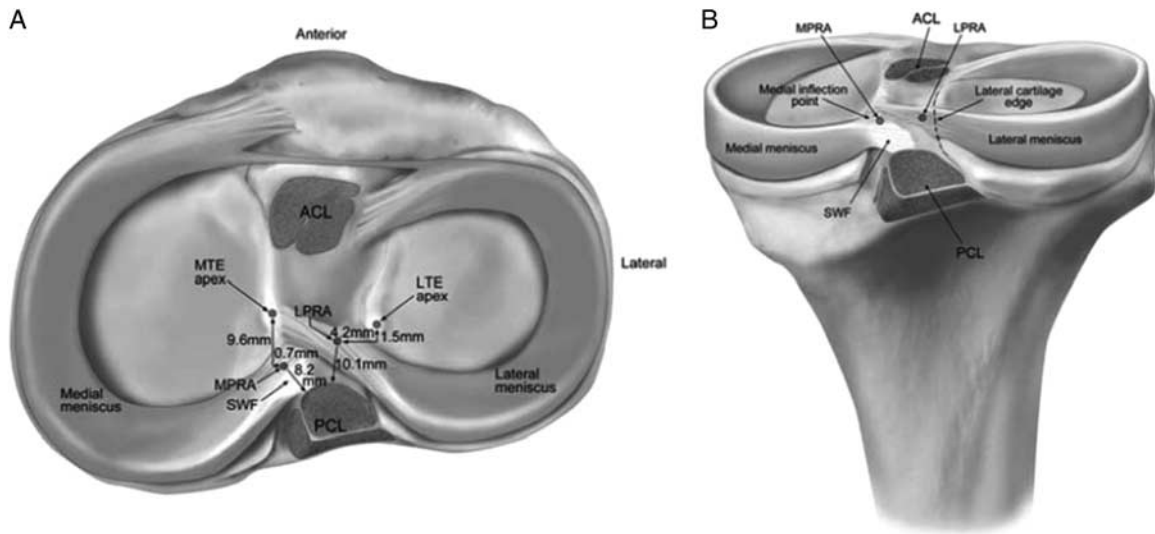 A
Anterior
ACL
Lateral
MTE
apex
LTE
apex
LPRA
4.2mm
1.5mm
9.6mm
0.7mm
10.1mm
8.2
mm
MPRA
SWF
Medial
meniscus
Lateral
meniscus
PCL
B
MPRA
ACL
LPRA
Medial inflection
point
Lateral cartilage
edge
Medial meniscus
Lateral meniscus
SWF
PCL